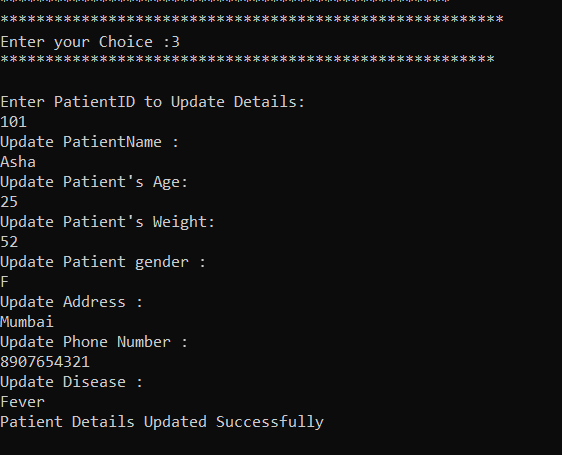 **************************************************
********************************************************
Enter your Choice :3
*******************************************************
Enter PatientID to Update Details:
101
Update PatientName :
Asha
Update Patient's Age:
25
Update Patient's Weight:
52
Update Patient gender :
F
Update Address :
Mumbai
Update Phone Number :
8907654321
Update Disease :
Fever
Patient Details Updated Successfully